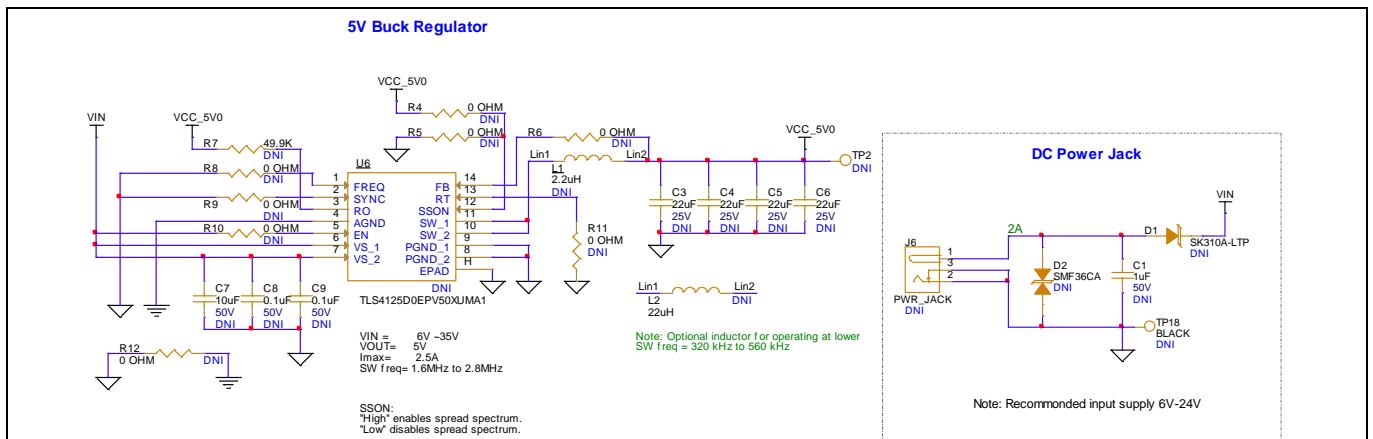 5V Buck Regulator
VCC_5V0
R4 0 OHM
DNI
VIN
VCC_5V0
R5 0 OHM
DNI
R6 0 OHM
DNI
VCC_5V0
R7 49.9K
DNI
U6
Lin1 Lin2
L1
2.2uH
DNI
TP2
DNI
R8 0 OHM
DNI
R9 0 OHM
DNI
R10 0 OHM
DNI
1 FREQ
2 SYNC
3 RO
4 AGND
5 EN
6 VS_1
7 VS_2
FB 14
RT 13
SSON 12
SW_1 11
SW_2 10
PGND_1 9
PGND_2 8
EPAD H
DNI
TLS4125D0EPV50XUMA1
R11
0 OHM
DNI
C3
22uF
25V
DNI
C4
22uF
25V
DNI
C5
22uF
25V
DNI
C6
22uF
25V
DNI
C7
10uF
50V
DNI
C8
0.1uF
50V
DNI
C9
0.1uF
50V
DNI
Lin1 Lin2
L2
22uH
DNI
Note: Optional inductor for operating at lower
SW freq = 320 kHz to 560 kHz
R12
0 OHM
DNI
VIN = 6V ~35V
VOUT= 5V
Imax= 2.5A
SW freq= 1.6MHz to 2.8MHz
SSON:
"High" enables spread spectrum.
"Low" disables spread spectrum.
DC Power Jack
VIN
2A
D1
SK310A-LTP
DNI
J6
1
3
2
PWR_JACK
DNI
D2
SMF36CA
DNI
C1
1uF
50V
DNI
TP18
BLACK
DNI
Note: Recommonded input supply 6V-24V